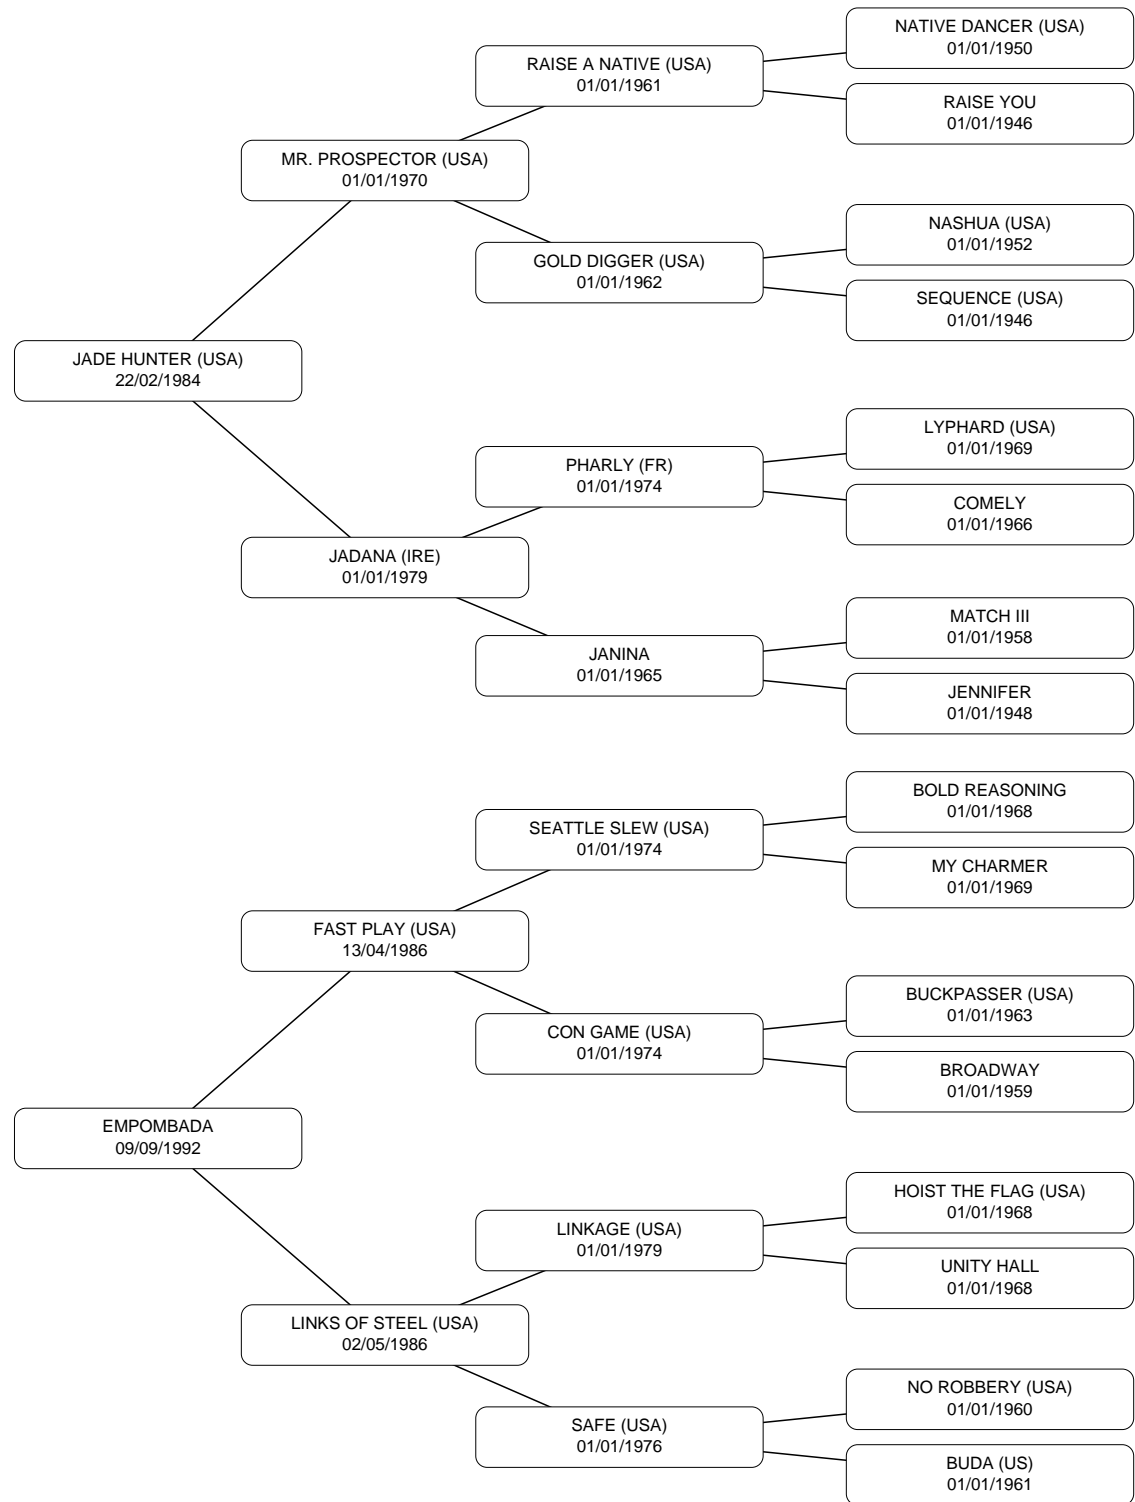 NATIVE DANCER (USA)
01/01/1950
RAISE A NATIVE (USA)
01/01/1961
RAISE YOU
01/01/1946
MR. PROSPECTOR (USA)
01/01/1970
NASHUA (USA)
01/01/1952
GOLD DIGGER (USA)
01/01/1962
SEQUENCE (USA)
01/01/1946
JADE HUNTER (USA)
22/02/1984
LYPHARD (USA)
01/01/1969
PHARLY (FR)
01/01/1974
COMELY
01/01/1966
JADANA (IRE)
01/01/1979
MATCH III
01/01/1958
JANINA
01/01/1965
JENNIFER
01/01/1948
BOLD REASONING
01/01/1968
SEATTLE SLEW (USA)
01/01/1974
MY CHARMER
01/01/1969
FAST PLAY (USA)
13/04/1986
BUCKPASSER (USA)
01/01/1963
CON GAME (USA)
01/01/1974
BROADWAY
01/01/1959
EMPOMBADA
09/09/1992
HOIST THE FLAG (USA)
01/01/1968
LINKAGE (USA)
01/01/1979
UNITY HALL
01/01/1968
LINKS OF STEEL (USA)
02/05/1986
NO ROBBERY (USA)
01/01/1960
SAFE (USA)
01/01/1976
BUDA (US)
01/01/1961